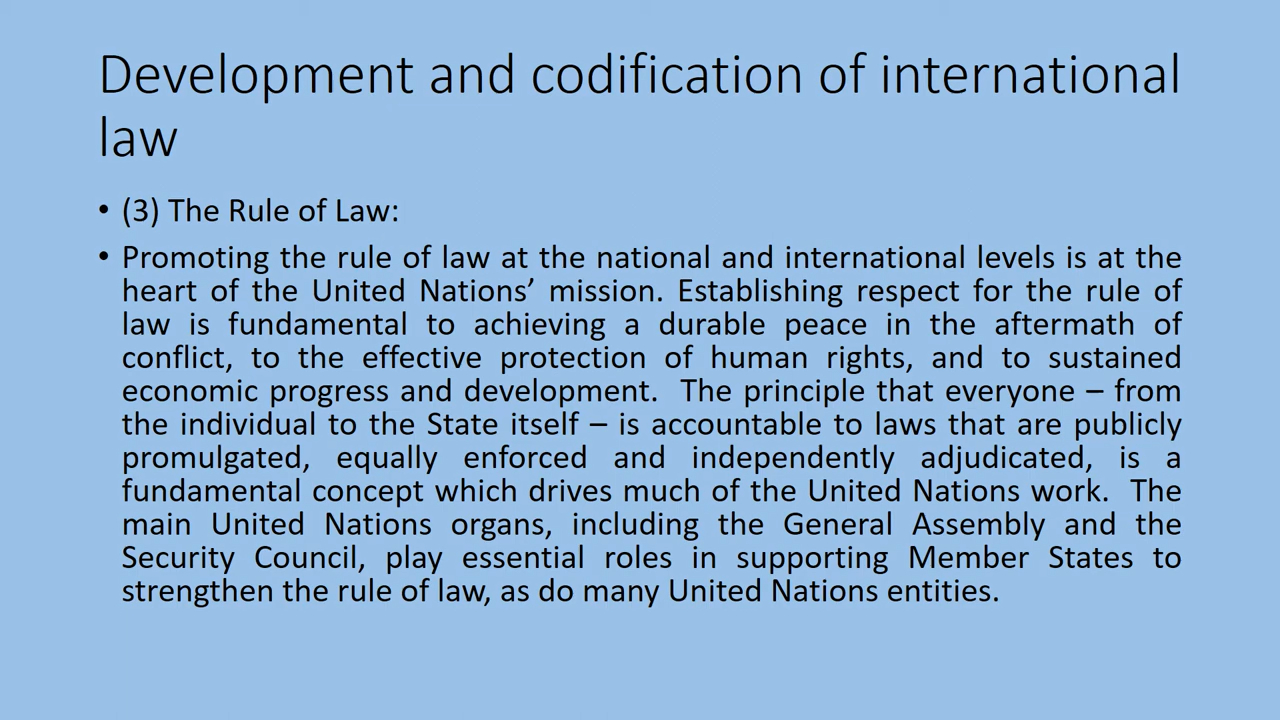 Development and codification of international
law
• (3) The Rule of Law:
• Promoting the rule of law at the national and international levels is at the
heart of the United Nations’ mission. Establishing respect for the rule of
law is fundamental to achieving a durable peace in the aftermath of
conflict, to the effective protection of human rights, and to sustained
economic progress and development.  The principle that everyone – from
the individual to the State itself – is accountable to laws that are publicly
promulgated, equally enforced and independently adjudicated, is a
fundamental concept which drives much of the United Nations work.  The
main United Nations organs, including the General Assembly and the
Security Council, play essential roles in supporting Member States to
strengthen the rule of law, as do many United Nations entities.